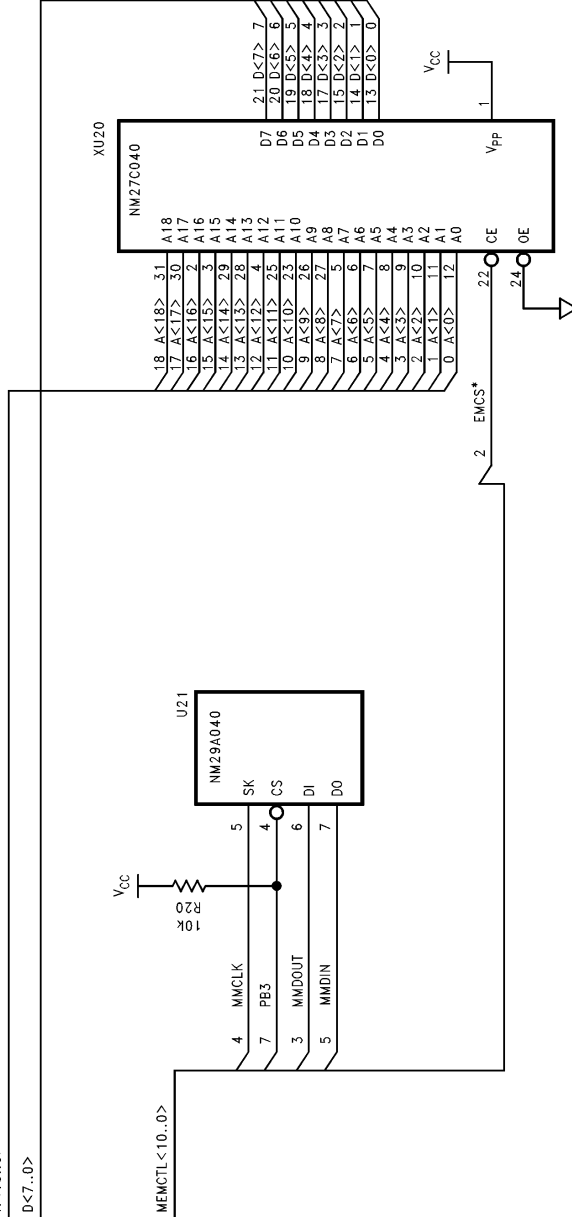 D<7..0>
MEMCTL<10..0>
VCC
R20
10k
4 MMCLK 5 SK
7 PB3 4 CS
3 MMDOUT 6 DI
5 MMDIN 7 DO
U21
NM29A040
XU20
NM27C040
18 A<18> 31 A18
17 A<17> 30 A17
16 A<16> 2 A16
15 A<15> 3 A15
14 A<14> 29 A14
13 A<13> 28 A13
12 A<12> 4 A12
11 A<11> 25 A11
10 A<10> 23 A10
9 A<9> 26 A9
8 A<8> 27 A8
7 A<7> 5 A7
6 A<6> 6 A6
5 A<5> 7 A5
4 A<4> 8 A4
3 A<3> 9 A3
2 A<2> 10 A2
1 A<1> 11 A1
0 A<0> 12 A0
2 EMCS* 22 CE
24 OE
D7 21 D<7> 7
D6 20 D<6> 6
D5 19 D<5> 5
D4 18 D<4> 4
D3 17 D<3> 3
D2 15 D<2> 2
D1 14 D<1> 1
D0 13 D<0> 0
VPP 1
VCC